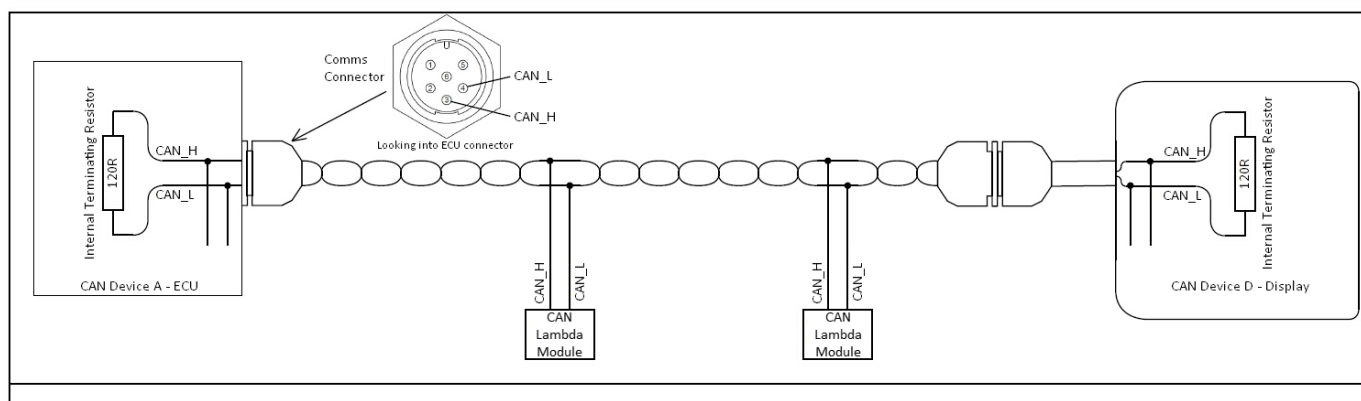 Comms
Connector
U
1
5
6
2
4
3
CAN_L
CAN_H
Looking into ECU connector
Internal Terminating Resistor
120R
CAN_H
CAN_L
CAN Device A - ECU
CAN_H
CAN_L
CAN
Lambda
Module
CAN_H
CAN_L
CAN
Lambda
Module
CAN_H
CAN_L
120R
Internal Terminating Resistor
CAN Device D - Display